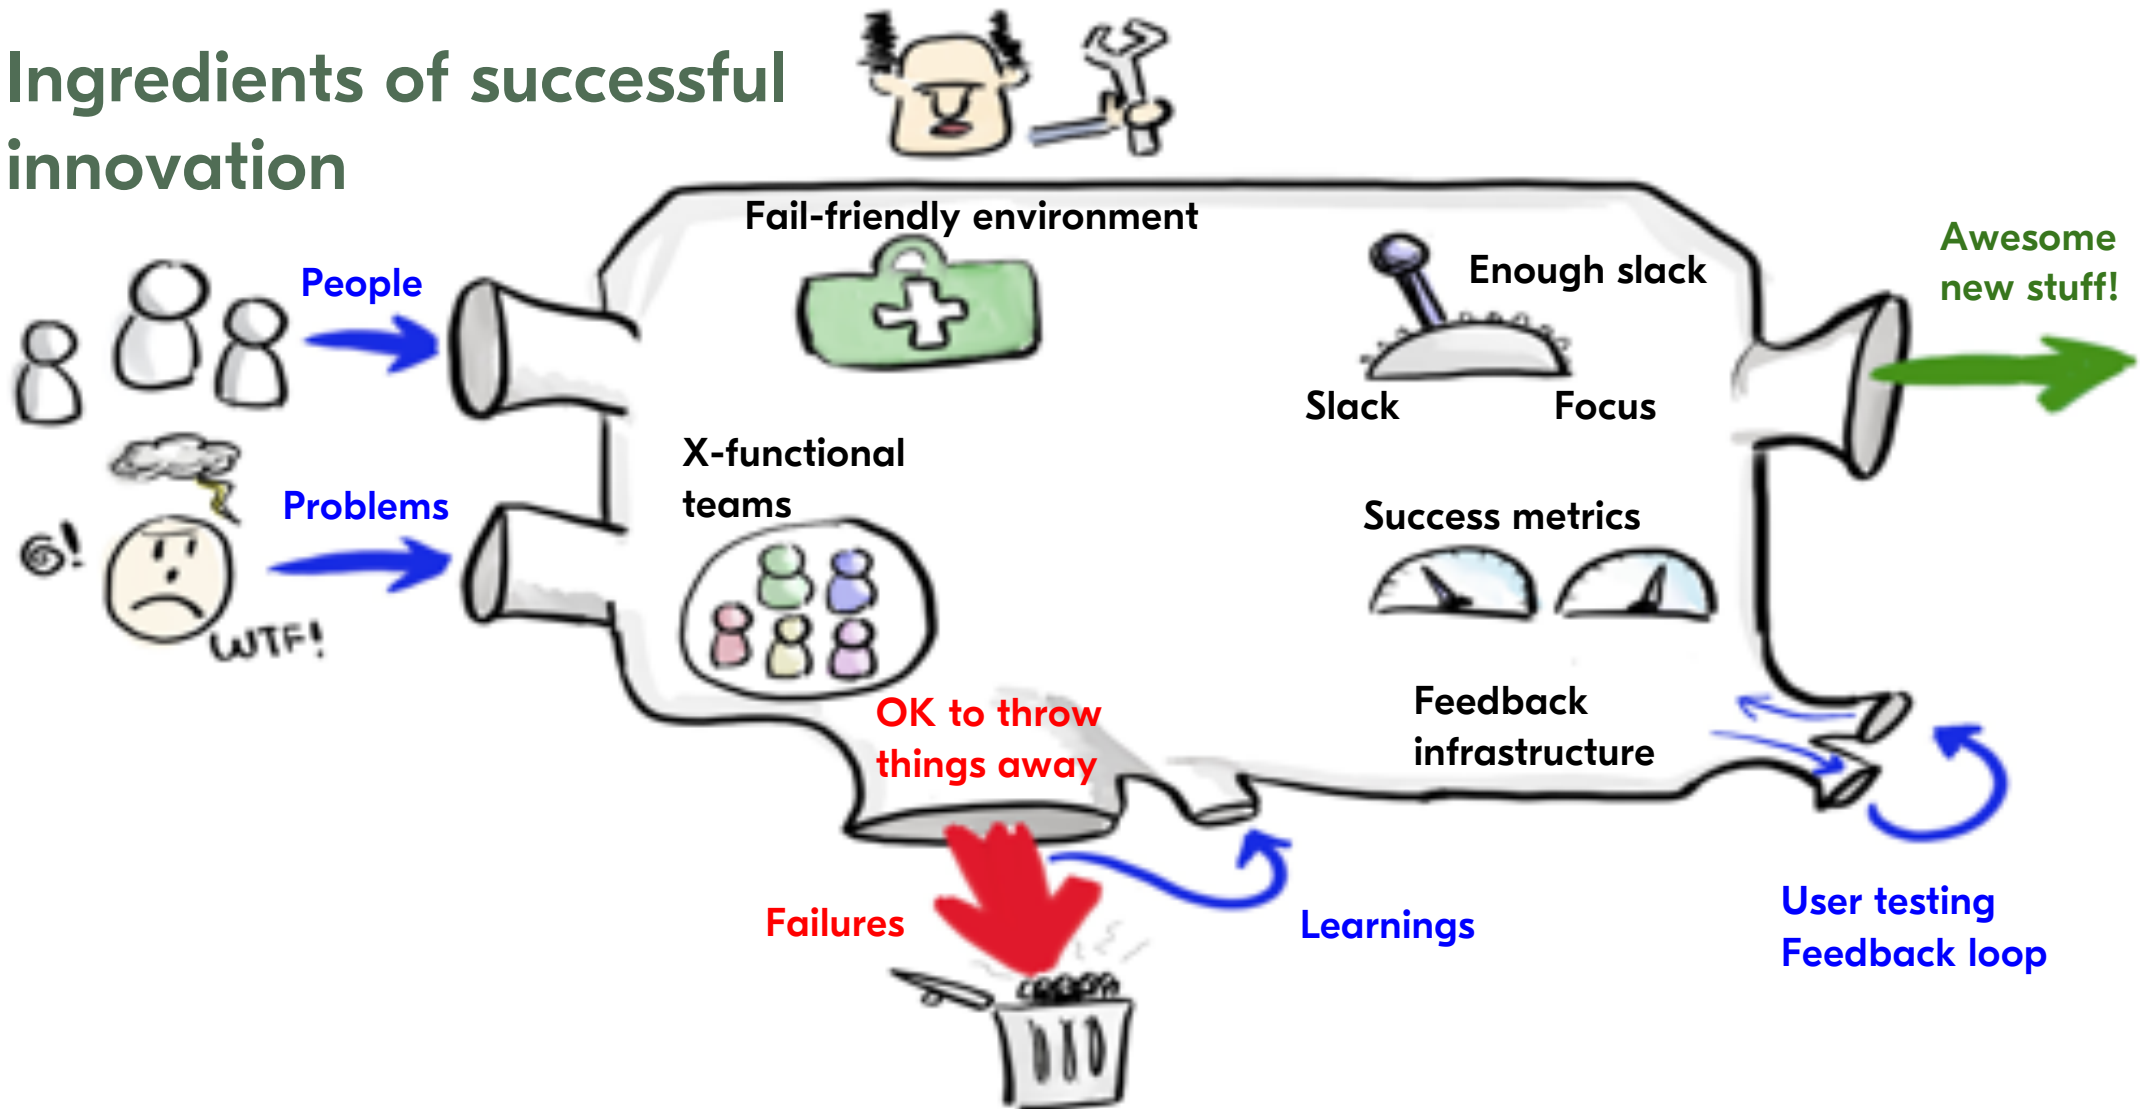 Ingredients of successful
innovation
Fail-friendly environment
People
Enough slack
Slack
Focus
Awesome
new stuff!
X-functional
teams
Problems
!
WTF!
Success metrics
OK to throw
things away
Feedback
infrastructure
Failures
Learnings
User testing
Feedback loop